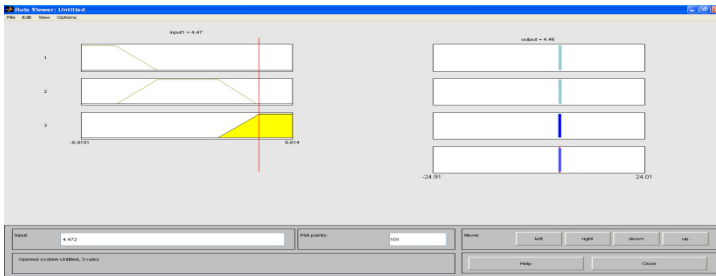 Rule Viewer: Untitled
File Edit View Options
input1 = 4.47
output = 4.46
1
2
3
-6.9191
9.614
-24.91
24.01
Input:
4.472
Plot points:
101
Move:
left
right
down
up
Opened system Untitled, 3 rules
Help
Close